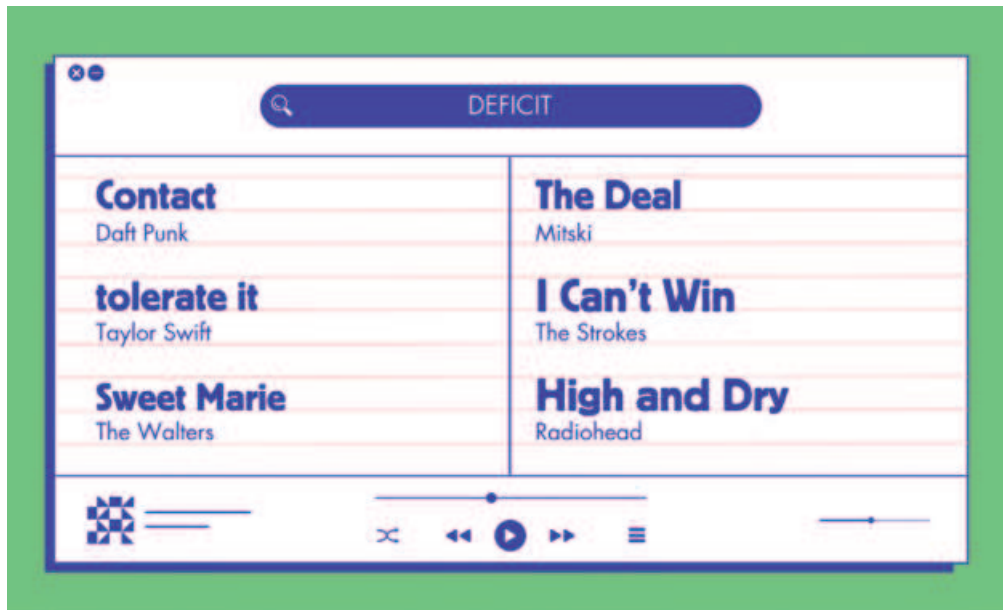 DEFICIT
Contact
Daft Punk
tolerate it
Taylor Swift
Sweet Marie
The Walters
The Deal
Mitski
I Can't Win
The Strokes
High and Dry
Radiohead